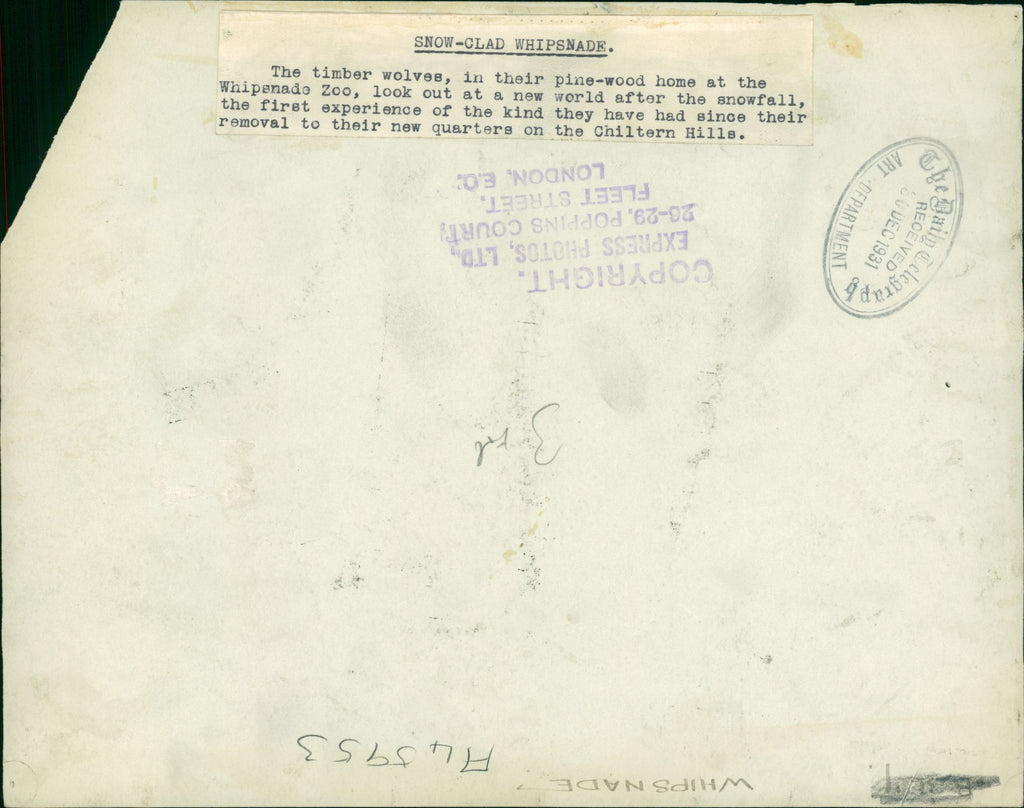 SNOW-CLAD WHIPSNADE.
The timber wolves, in their pine-wood home at the
Whipsnade Zoo, look out at a new world after the snowfall,
the first experience of the kind they have had since their
removal to their new quarters on the Chiltern Hills.
COPYRIGHT.
EXPRESS PHOTOS, LTD.,
26-29, POPPINS COURT,
FLEET STREET,
LONDON, E.C.
The Daily Telegraph
RECEIVED
30 DEC 1931
ART DEPARTMENT
3rd
WHIPSNADE